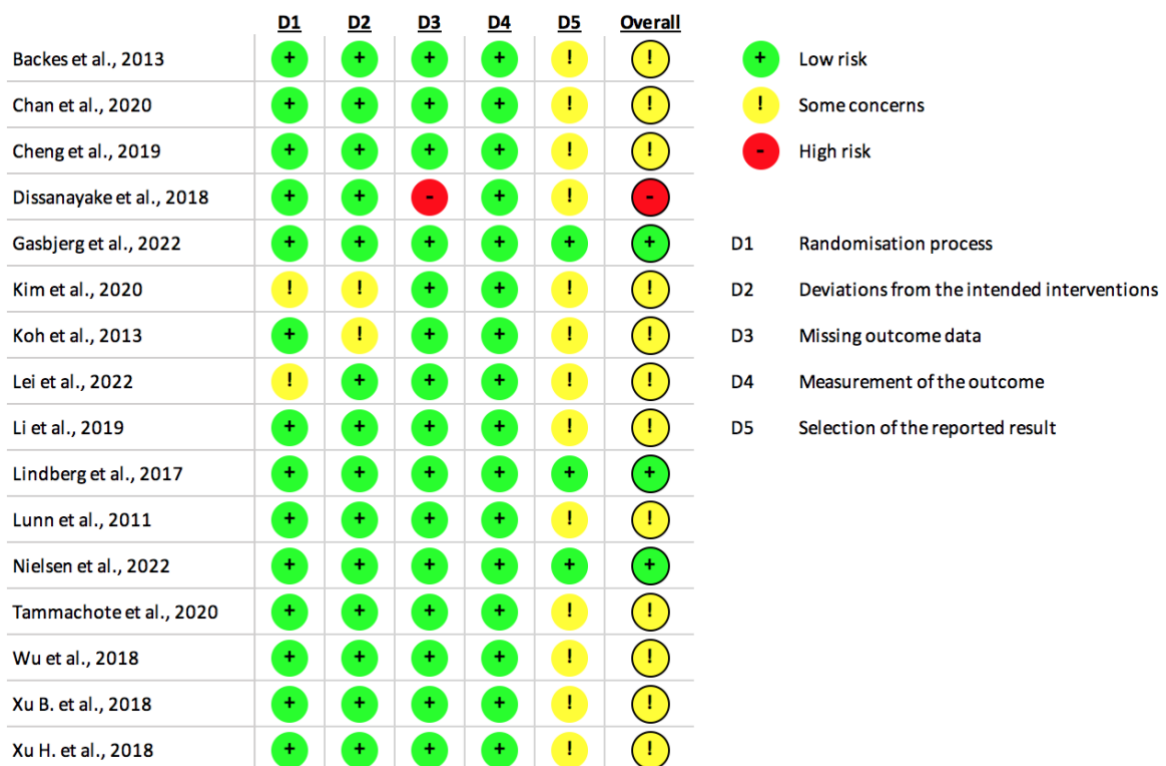 D1 D2 D3 D4 D5 Overall
Backes et al., 2013 + + + + ! ! + Low risk
Chan et al., 2020 + + + + ! ! ! Some concerns
Cheng et al., 2019 + + + + ! ! - High risk
Dissanayake et al., 2018 + + - + ! -
Gasbjerg et al., 2022 + + + + + + D1 Randomisation process
Kim et al., 2020 ! ! + + ! ! D2 Deviations from the intended interventions
Koh et al., 2013 + ! + + ! ! D3 Missing outcome data
Lei et al., 2022 ! + + + ! ! D4 Measurement of the outcome
Li et al., 2019 + + + + ! ! D5 Selection of the reported result
Lindberg et al., 2017 + + + + + +
Lunn et al., 2011 + + + + ! !
Nielsen et al., 2022 + + + + + +
Tammachote et al., 2020 + + + + ! !
Wu et al., 2018 + + + + ! !
Xu B. et al., 2018 + + + + ! !
Xu H. et al., 2018 + + + + ! !